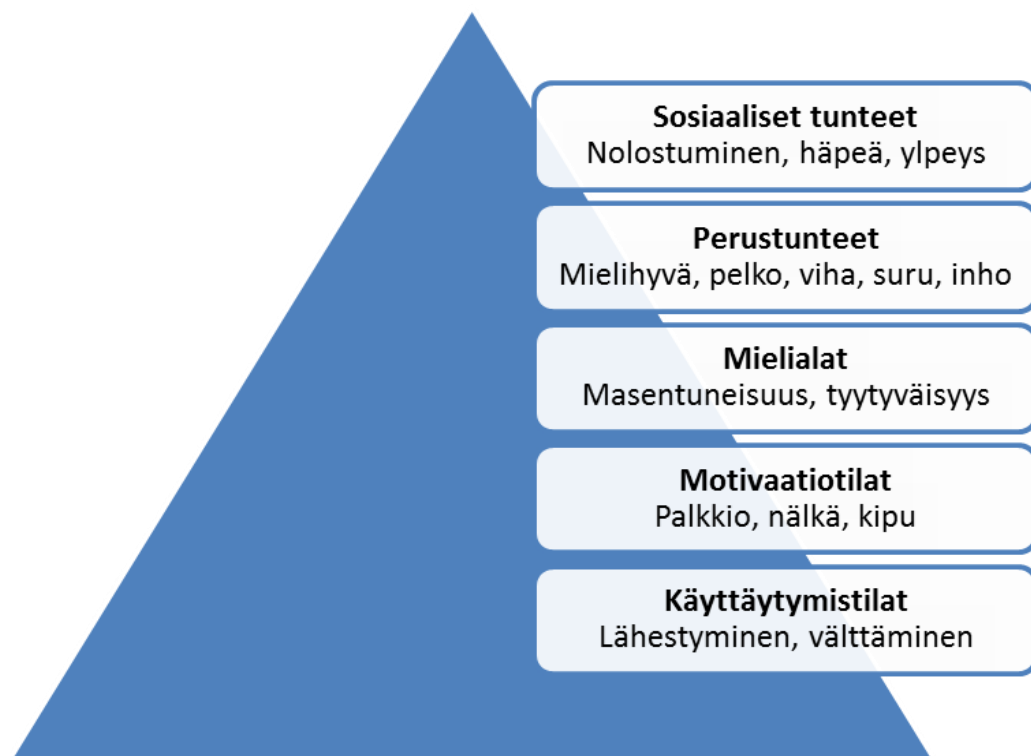 Sosiaaliset tunteet
Nolostuminen, häpeä, ylpeys
Perustunteet
Mielihyvä, pelko, viha, suru, inho
Mielialat
Masentuneisuus, tyytyväisyys
Motivaatiotilat
Palkkio, nälkä, kipu
Käyttäytymistilat
Lähestyminen, välttäminen